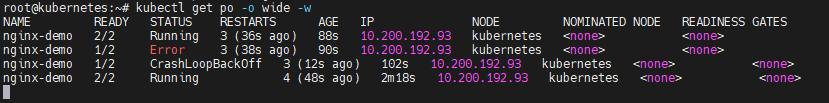 root@kubernetes:~# kubectl get po -o wide -w
NAME READY STATUS RESTARTS AGE IP NODE NOMINATED NODE READINESS GATES
nginx-demo 2/2 Running 3 (36s ago) 88s 10.200.192.93 kubernetes <none> <none>
nginx-demo 1/2 Error 3 (38s ago) 90s 10.200.192.93 kubernetes <none> <none>
nginx-demo 1/2 CrashLoopBackOff 3 (12s ago) 102s 10.200.192.93 kubernetes <none> <none>
nginx-demo 2/2 Running 4 (48s ago) 2m18s 10.200.192.93 kubernetes <none> <none>